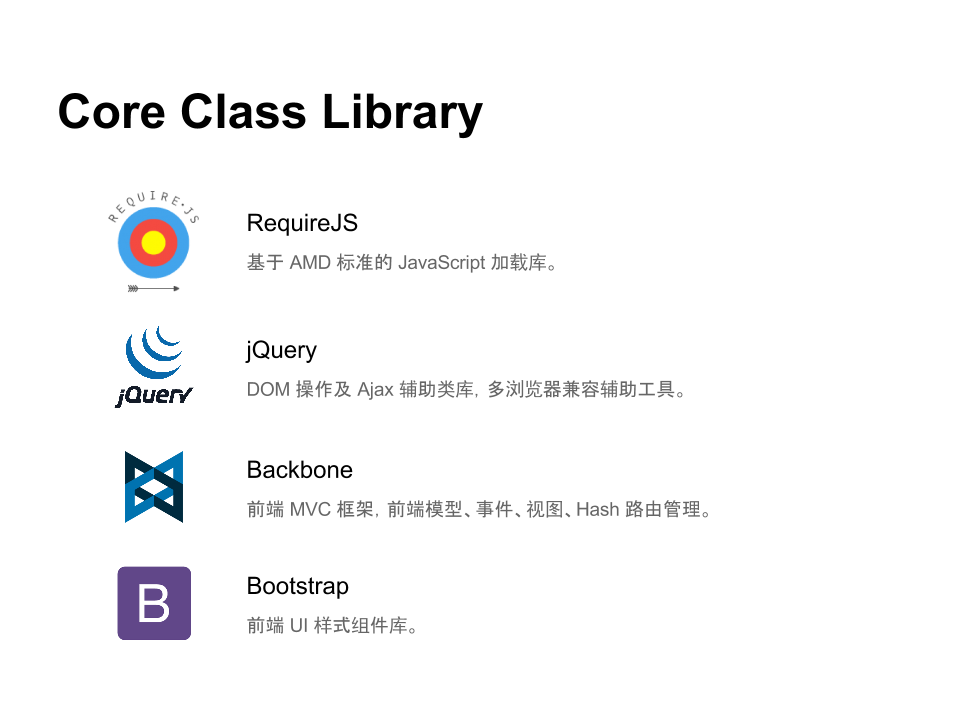 Core Class Library
REQUIRE·JS
RequireJS
基于 AMD 标准的 JavaScript 加载库。
jQuery
jQuery
DOM 操作及 Ajax 辅助类库，多浏览器兼容辅助工具。
Backbone
前端 MVC 框架，前端模型、事件、视图、Hash 路由管理。
B
Bootstrap
前端 UI 样式组件库。